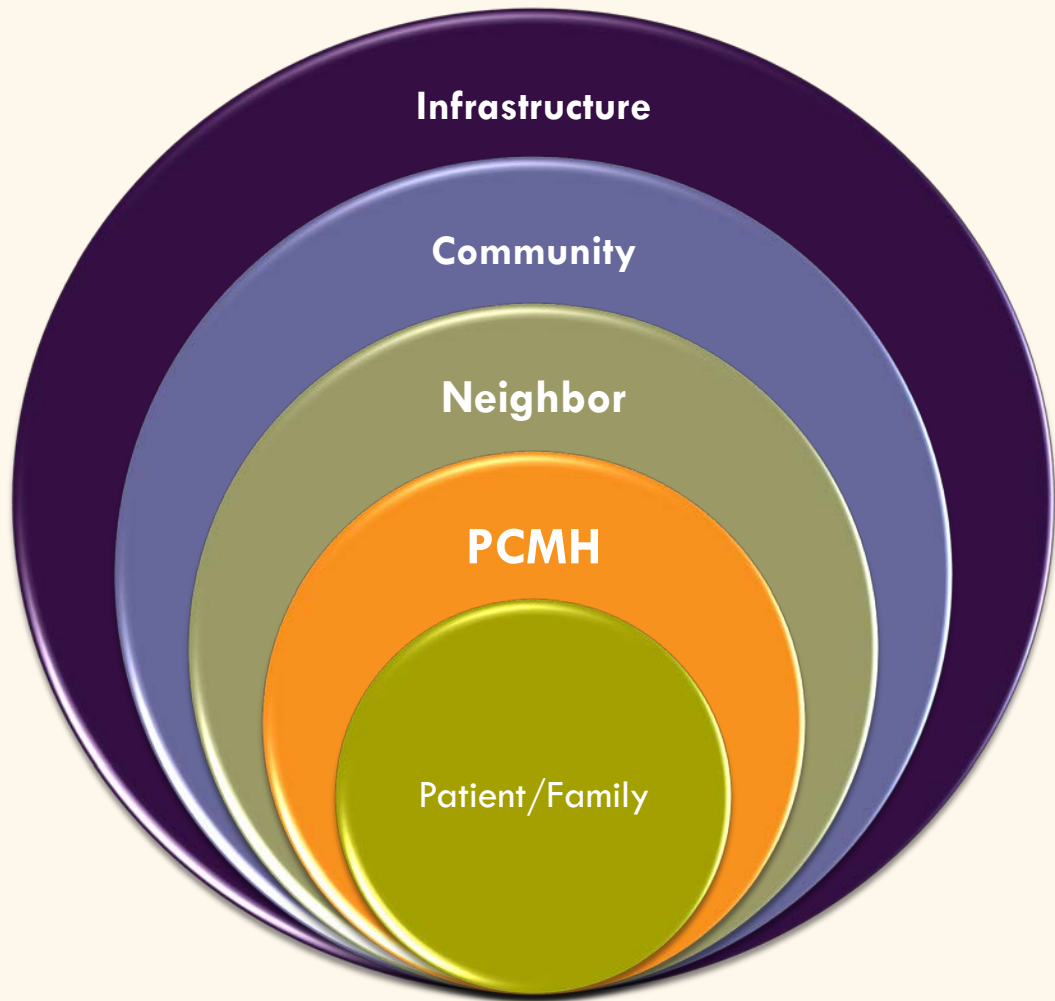 Infrastructure
Community
Neighbor
PCMH
Patient/Family